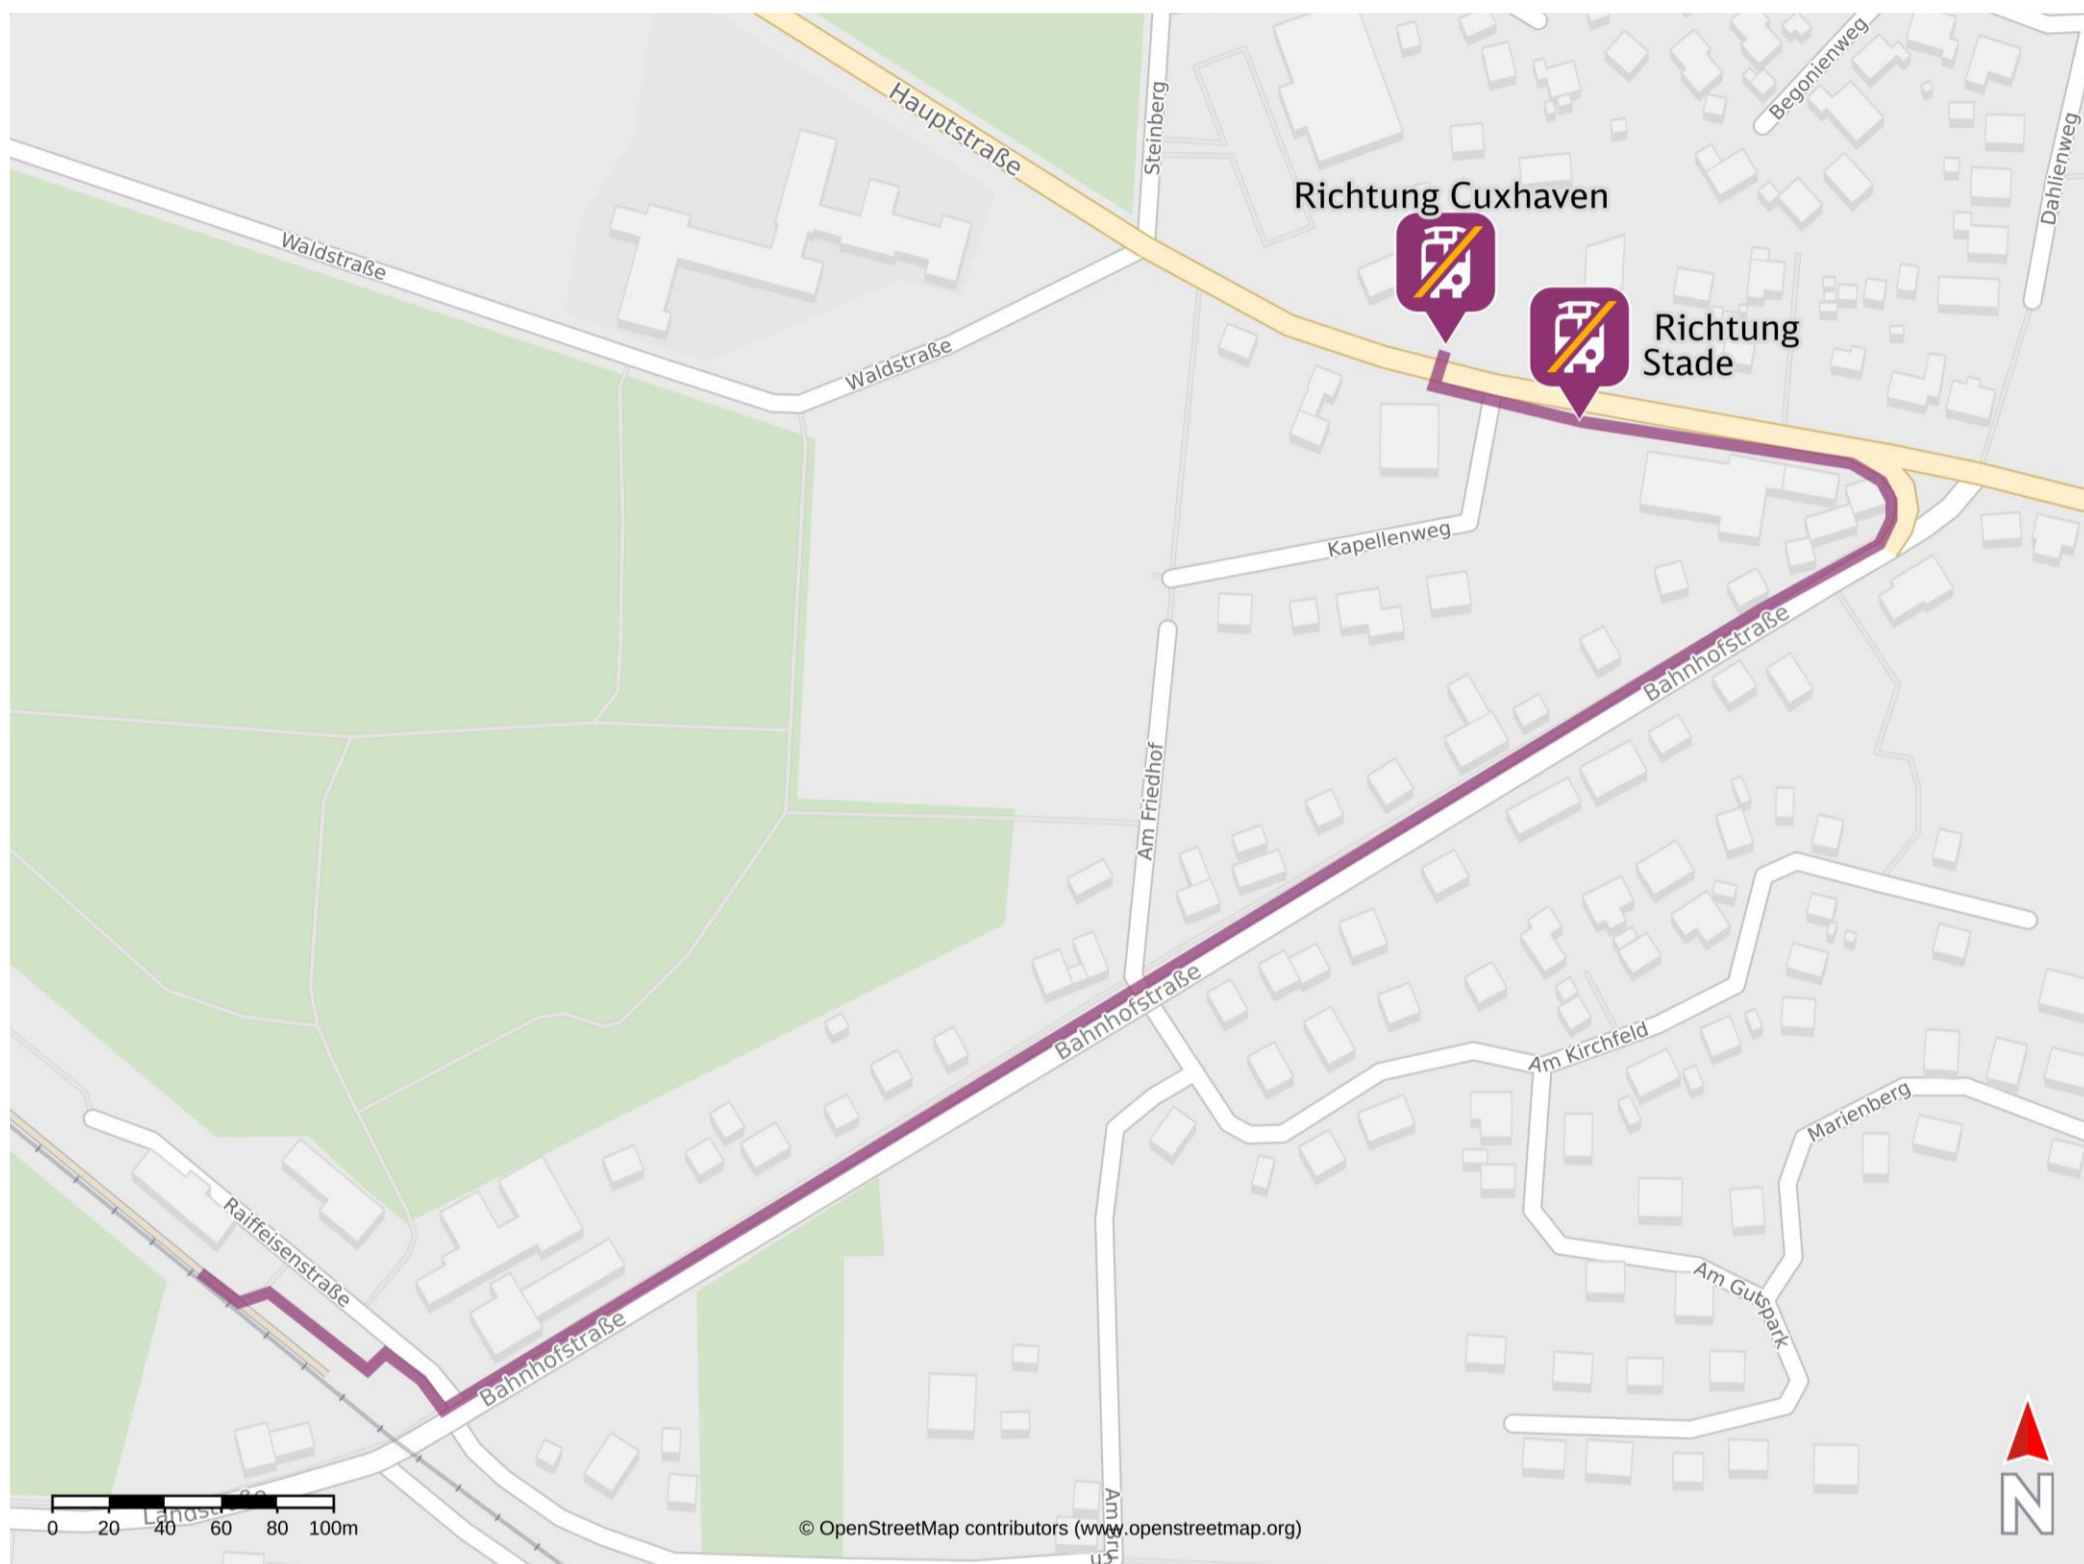 Begonienweg
Hauptstraße
Steinberg
Dahlienweg
Richtung Cuxhaven
Waldstraße
Richtung
Stade
Waldstraße
Kapellenweg
Bahnhofstraße
Am Friedhof
Bahnhofstraße
Am Kirchfeld
Marienberg
Raiffeisenstraße
Am Gutspark
Bahnhofstraße
Landstraße
0 20 40 60 80 100m
© OpenStreetMap contributors (www.openstreetmap.org)
N